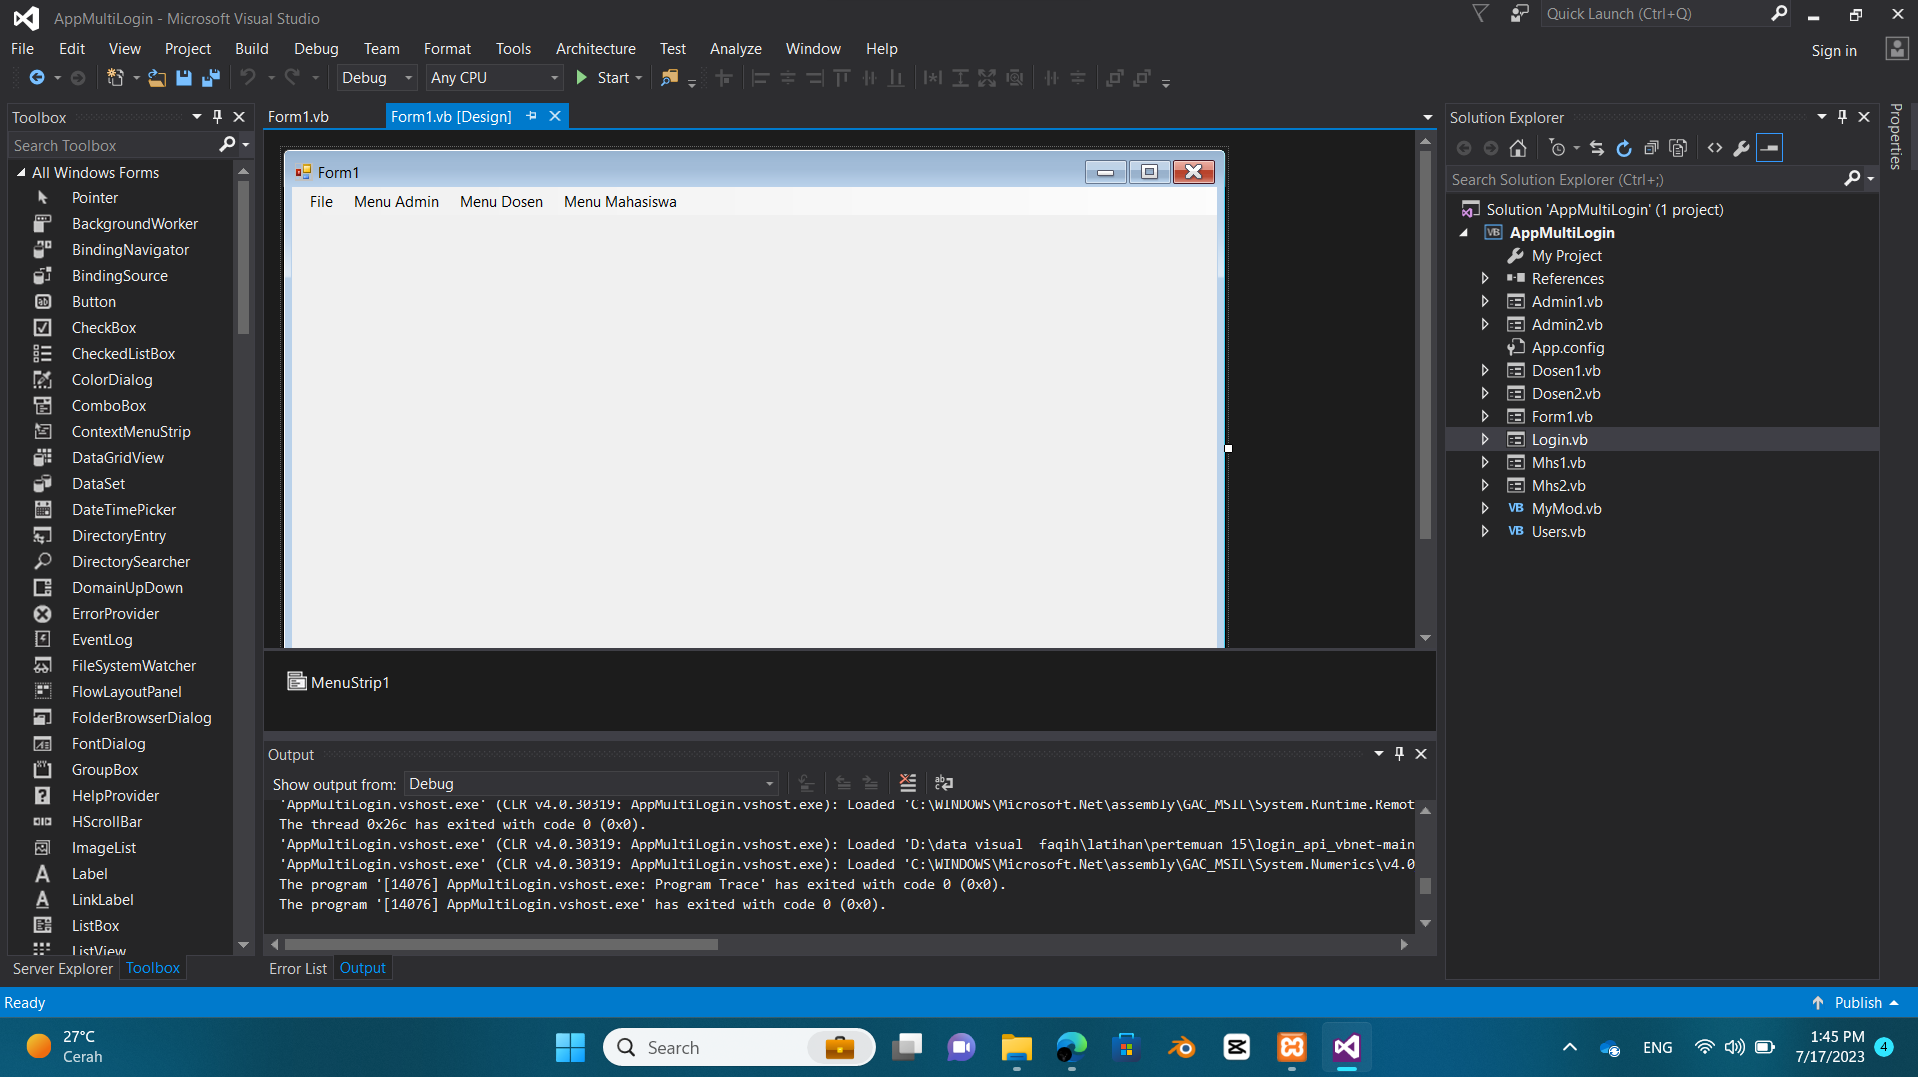 AppMultiLogin - Microsoft Visual Studio
Quick Launch (Ctrl+Q)
File Edit View Project Build Debug Team Format Tools Architecture Test Analyze Window Help
Sign in
Debug Any CPU Start
Toolbox
Search Toolbox
All Windows Forms
Pointer
BackgroundWorker
BindingNavigator
BindingSource
Button
CheckBox
CheckedListBox
ColorDialog
ComboBox
ContextMenuStrip
DataGridView
DataSet
DateTimePicker
DirectoryEntry
DirectorySearcher
DomainUpDown
ErrorProvider
EventLog
FileSystemWatcher
FlowLayoutPanel
FolderBrowserDialog
FontDialog
GroupBox
HelpProvider
HScrollBar
ImageList
Label
LinkLabel
ListBox
ListView
Server Explorer Toolbox
Form1.vb Form1.vb [Design]
Form1
File Menu Admin Menu Dosen Menu Mahasiswa
MenuStrip1
Output
Show output from: Debug
'AppMultiLogin.vshost.exe' (CLR v4.0.30319: AppMultiLogin.vshost.exe): Loaded 'C:\WINDOWS\Microsoft.Net\assembly\GAC_MSIL\System.Runtime.Remot
The thread 0x26c has exited with code 0 (0x0).
'AppMultiLogin.vshost.exe' (CLR v4.0.30319: AppMultiLogin.vshost.exe): Loaded 'D:\data visual  faqih\latihan\pertemuan 15\login_api_vbnet-main
'AppMultiLogin.vshost.exe' (CLR v4.0.30319: AppMultiLogin.vshost.exe): Loaded 'C:\WINDOWS\Microsoft.Net\assembly\GAC_MSIL\System.Numerics\v4.0
The program '[14076] AppMultiLogin.vshost.exe: Program Trace' has exited with code 0 (0x0).
The program '[14076] AppMultiLogin.vshost.exe' has exited with code 0 (0x0).
Error List Output
Solution Explorer
Search Solution Explorer (Ctrl+;)
Solution 'AppMultiLogin' (1 project)
VB AppMultiLogin
My Project
References
Admin1.vb
Admin2.vb
App.config
Dosen1.vb
Dosen2.vb
Form1.vb
Login.vb
Mhs1.vb
Mhs2.vb
VB MyMod.vb
VB Users.vb
Properties
Ready
Publish
27°C
Cerah
Search
ENG
1:45 PM
7/17/2023
4